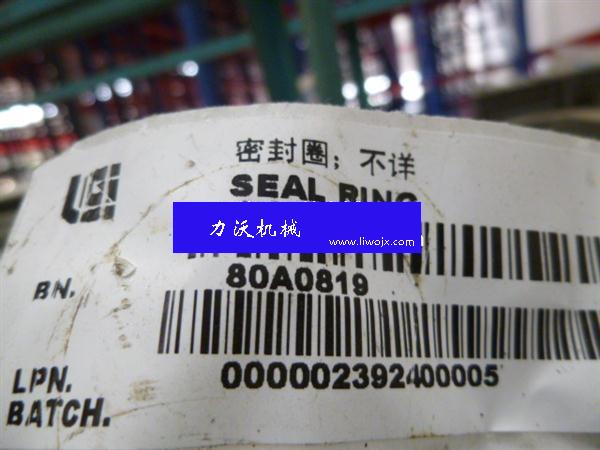 密封圈；不详
SEAL RING
力沃机械
www.liwojx.com
BN.
80A0819
LPN.
000002392400005
BATCH.